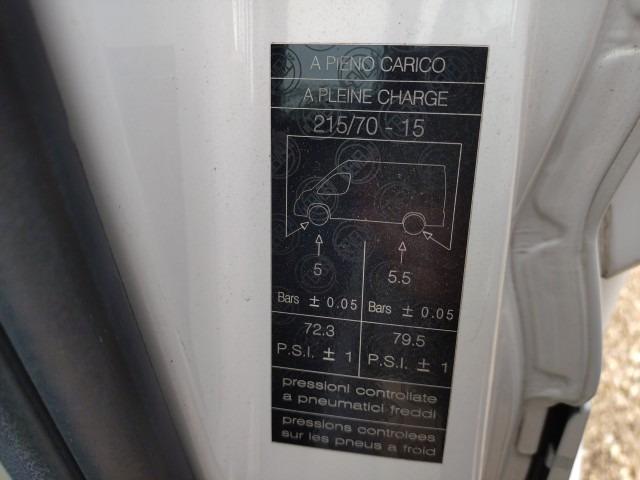 A PIENO CARICO
A PLEINE CHARGE
215/70 - 15
5 5.5
Bars ± 0.05 Bars ± 0.05
72.3 79.5
P.S.I. ± 1 P.S.I. ± 1
pressioni controllate
a pneumatici freddi
pressions controlees
sur les pneus a froid